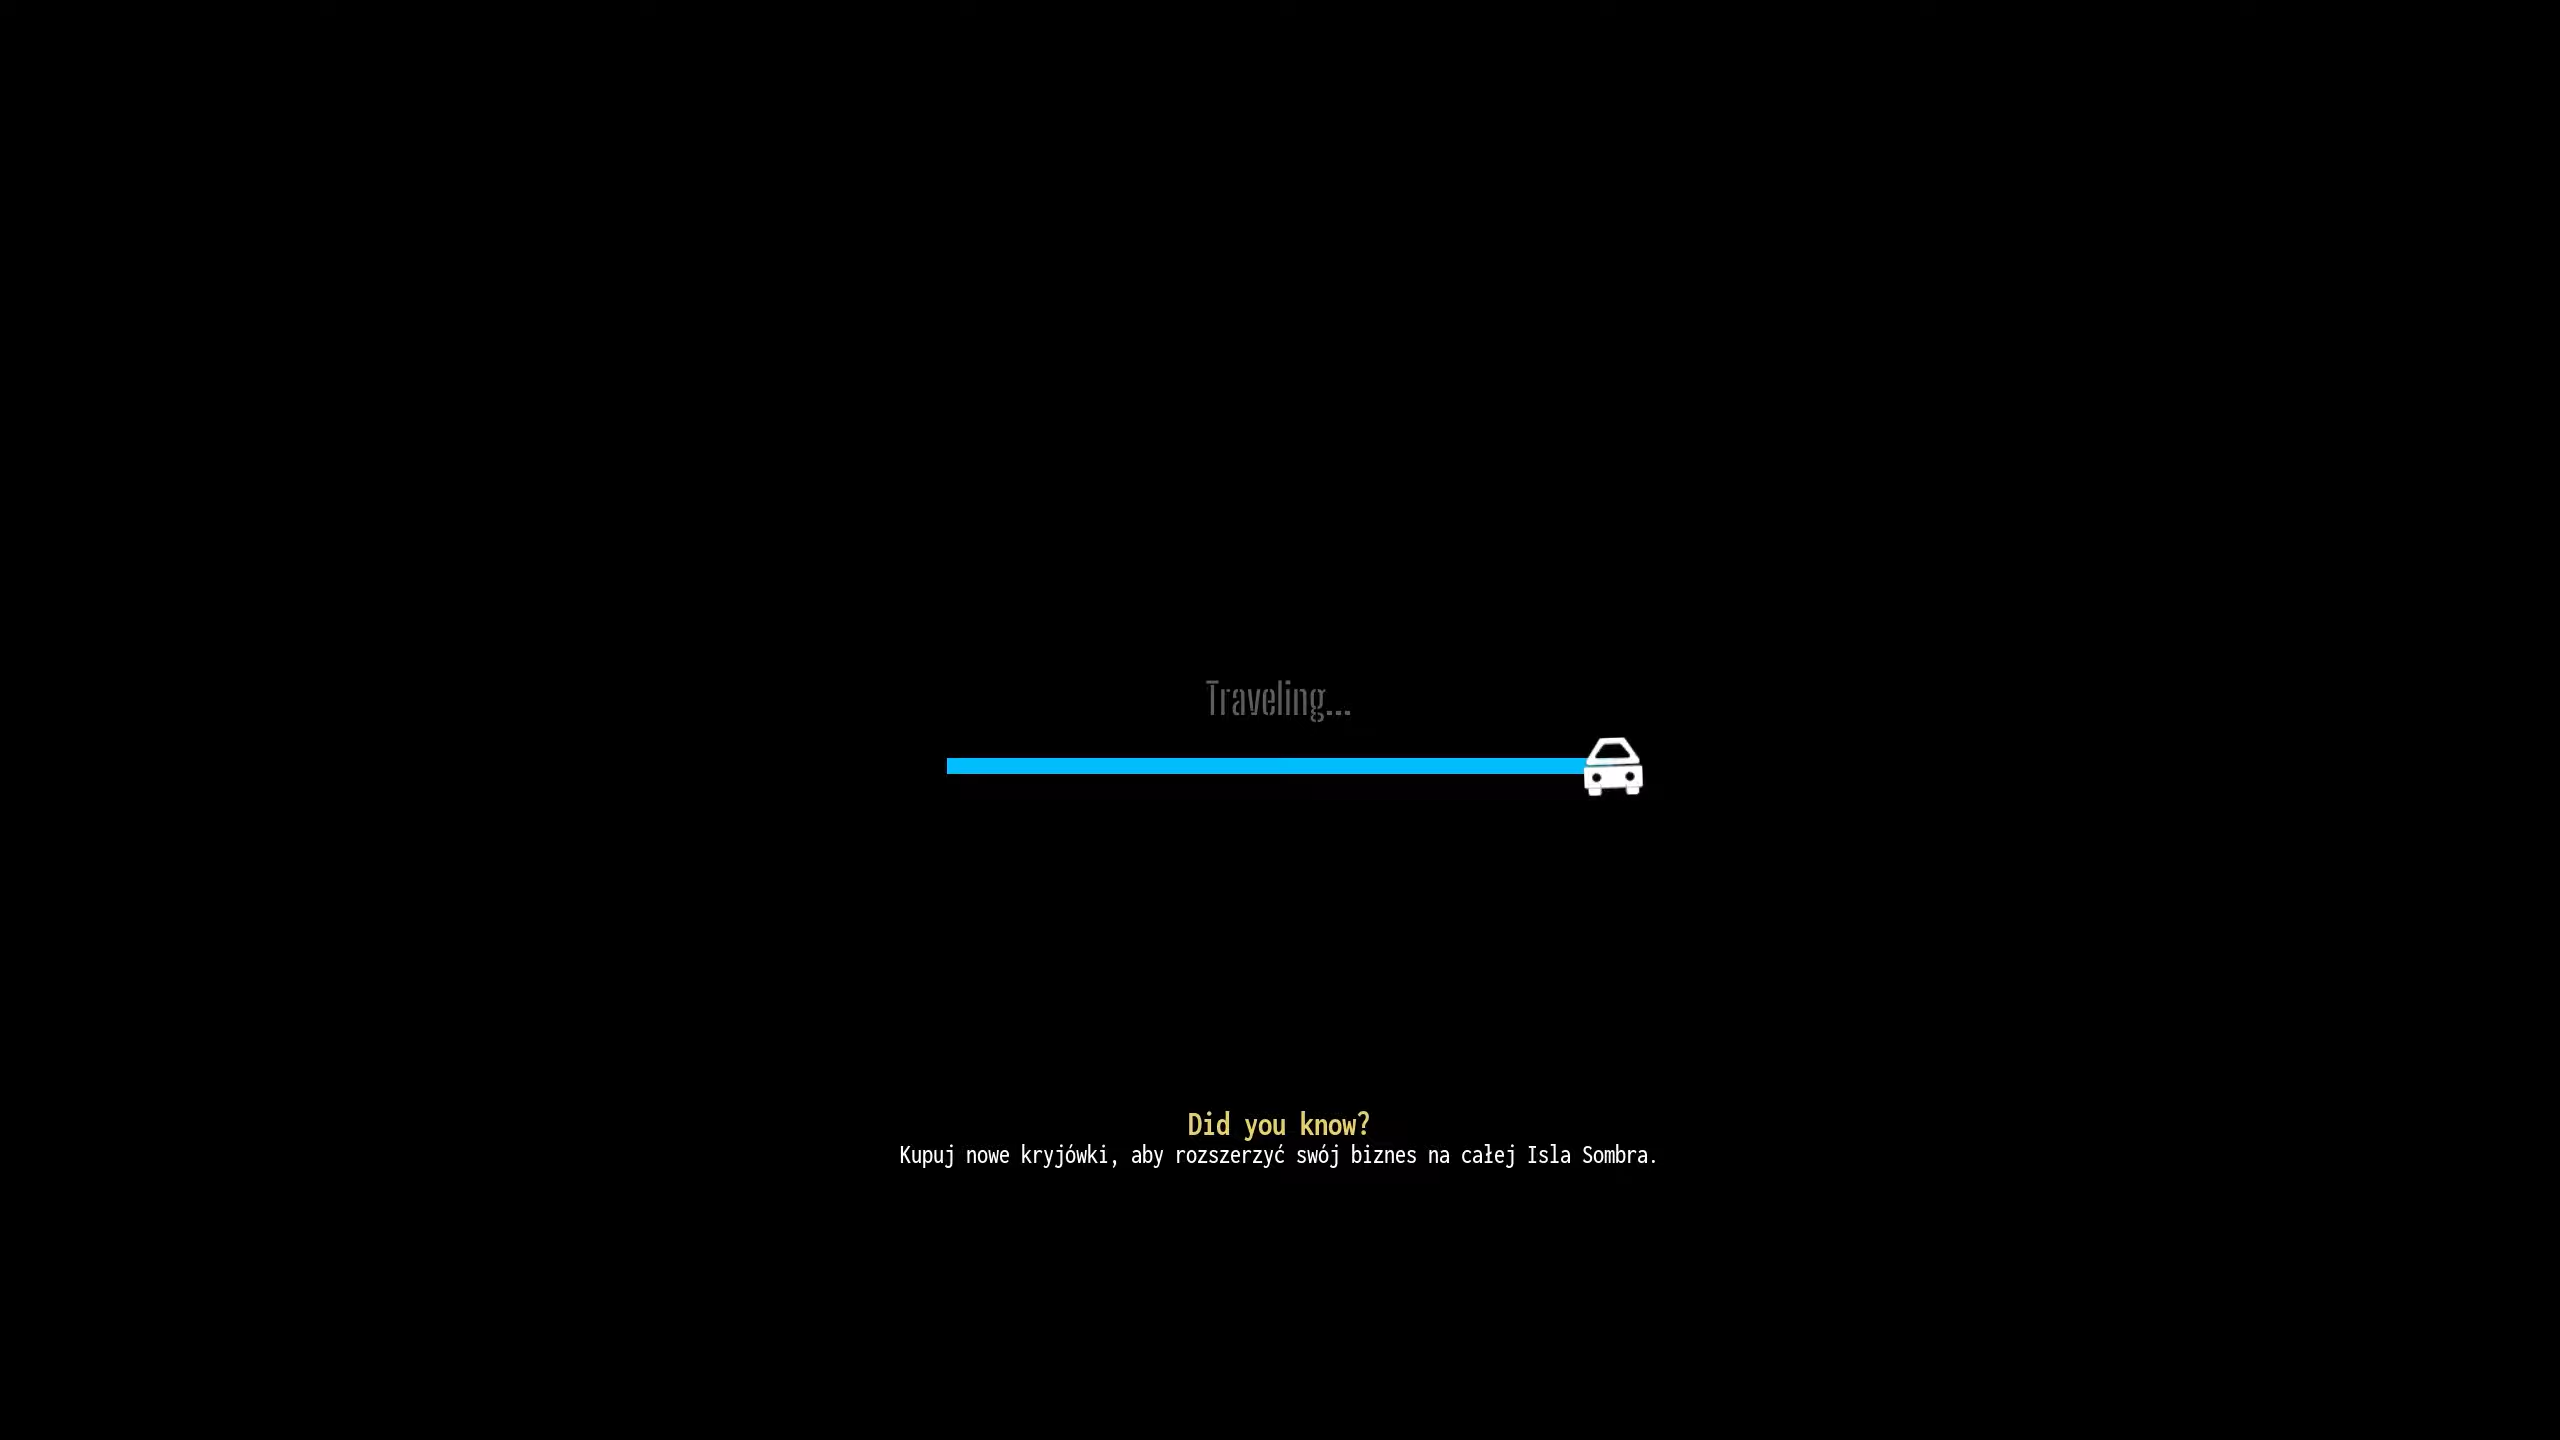 Traveling...
Did you know?
Kupuj nowe kryjówki, aby rozszerzyć swój biznes na całej Isla Sombra.